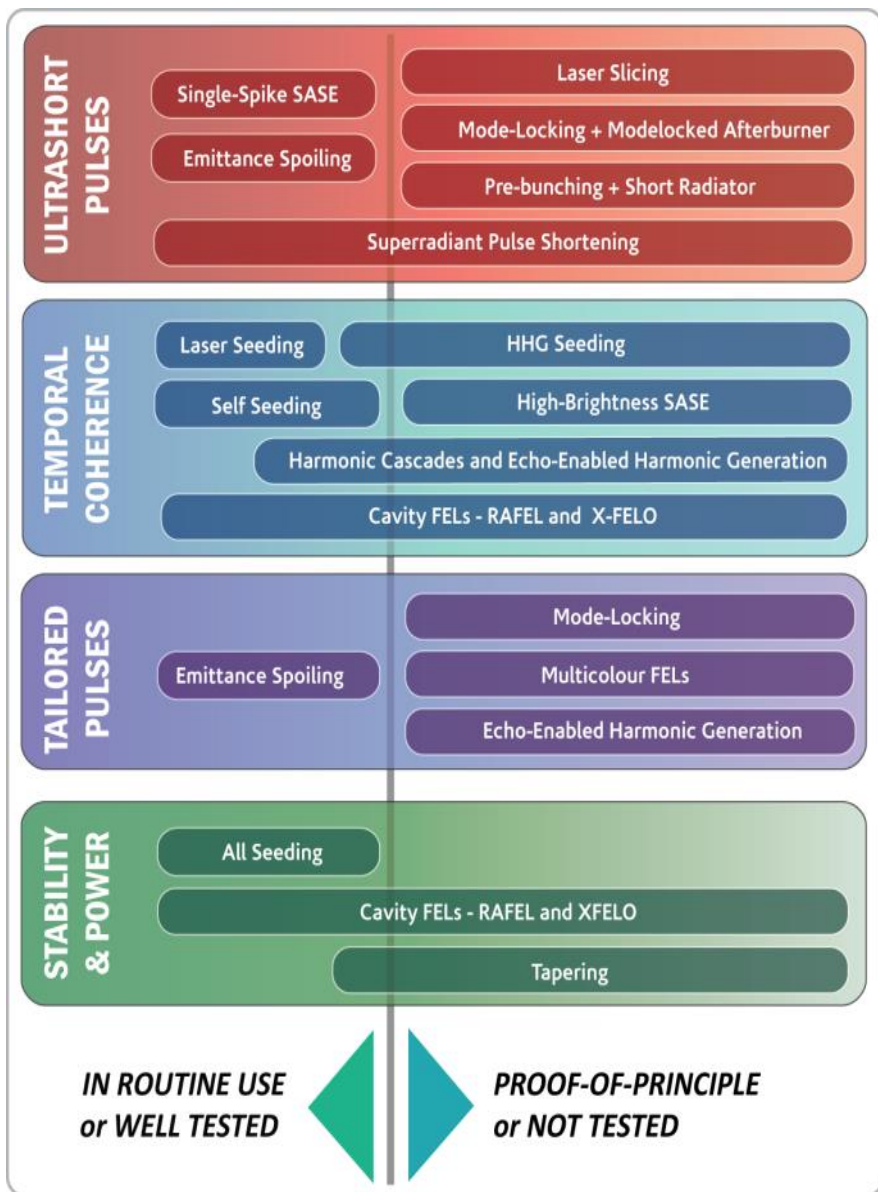 ULTRASHORT
PULSES
Single-Spike SASE
Emittance Spoiling
Laser Slicing
Mode-Locking + Modelocked Afterburner
Pre-bunching + Short Radiator
Superradiant Pulse Shortening
TEMPORAL
COHERENCE
Laser Seeding
HHG Seeding
Self Seeding
High-Brightness SASE
Harmonic Cascades and Echo-Enabled Harmonic Generation
Cavity FELs - RAFEL and X-FELO
TAILORED
PULSES
Emittance Spoiling
Mode-Locking
Multicolour FELs
Echo-Enabled Harmonic Generation
STABILITY
& POWER
All Seeding
Cavity FELs - RAFEL and XFELO
Tapering
IN ROUTINE USE
or WELL TESTED
PROOF-OF-PRINCIPLE
or NOT TESTED